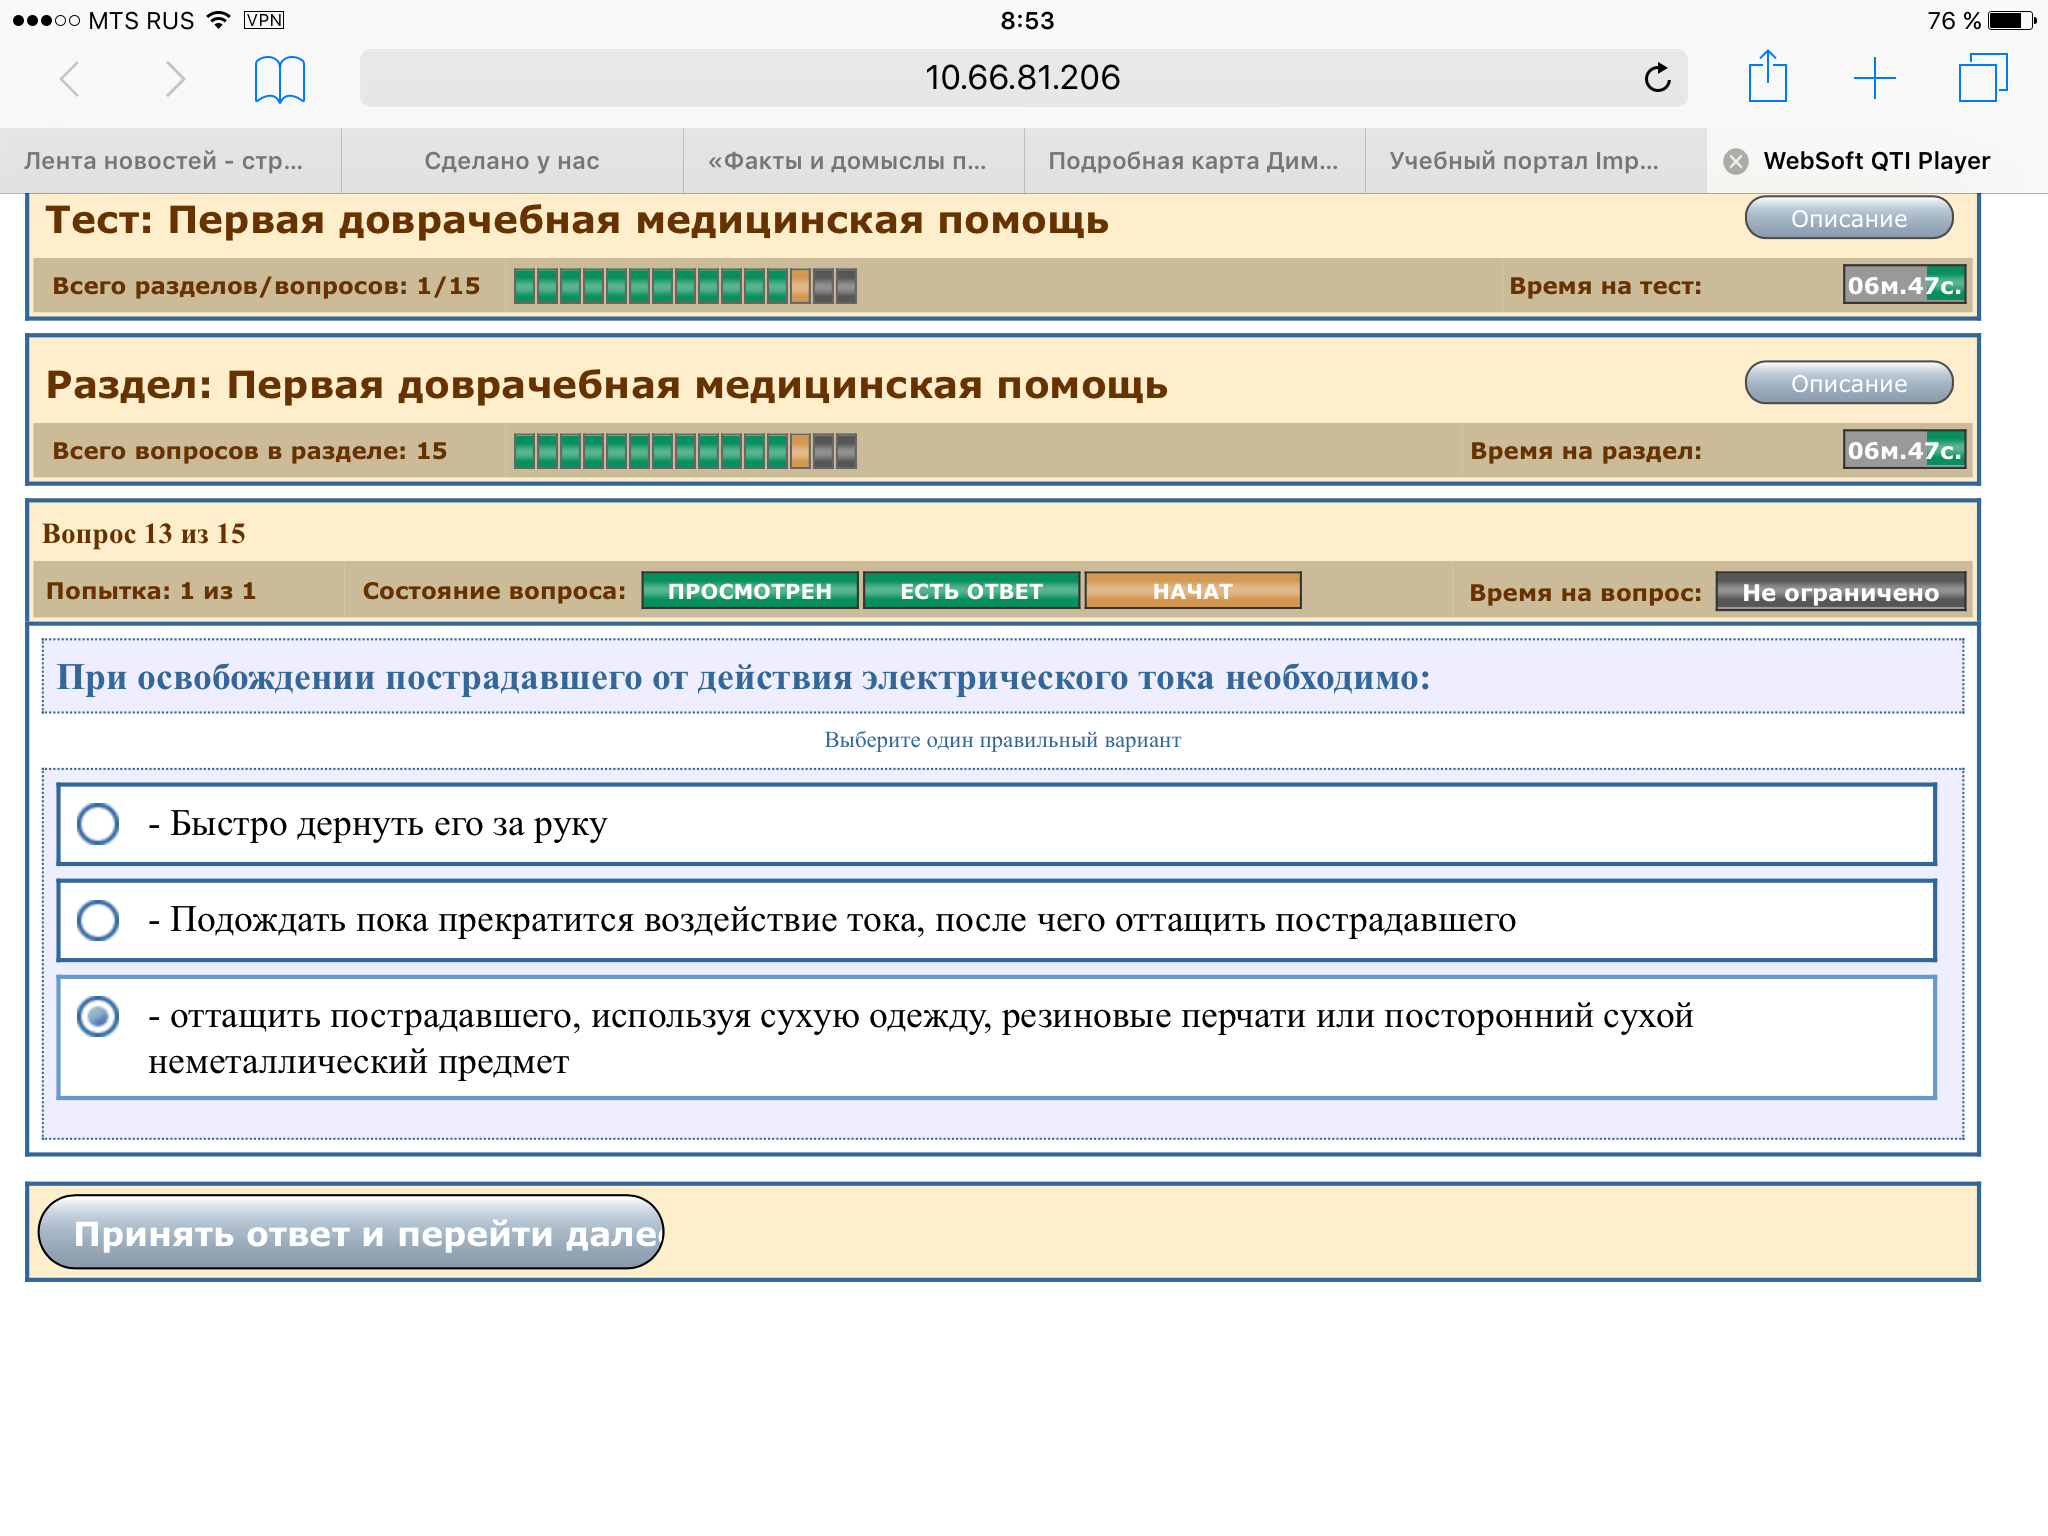 MTS RUS VPN 8:53 76 %
10.66.81.206
Лента новостей - стр... Сделано у нас «Факты и домыслы п... Подробная карта Дим... Учебный портал Imp... WebSoft QTI Player
Тест: Первая доврачебная медицинская помощь Описание
Всего разделов/вопросов: 1/15 Время на тест: 06м.47с.
Раздел: Первая доврачебная медицинская помощь Описание
Всего вопросов в разделе: 15 Время на раздел: 06м.47с.
Вопрос 13 из 15
Попытка: 1 из 1 Состояние вопроса: ПРОСМОТРЕН ЕСТЬ ОТВЕТ НАЧАТ Время на вопрос: Не ограничено
При освобождении пострадавшего от действия электрического тока необходимо:
Выберите один правильный вариант
- Быстро дернуть его за руку
- Подождать пока прекратится воздействие тока, после чего оттащить пострадавшего
- оттащить пострадавшего, используя сухую одежду, резиновые перчати или посторонний сухой
неметаллический предмет
Принять ответ и перейти дале